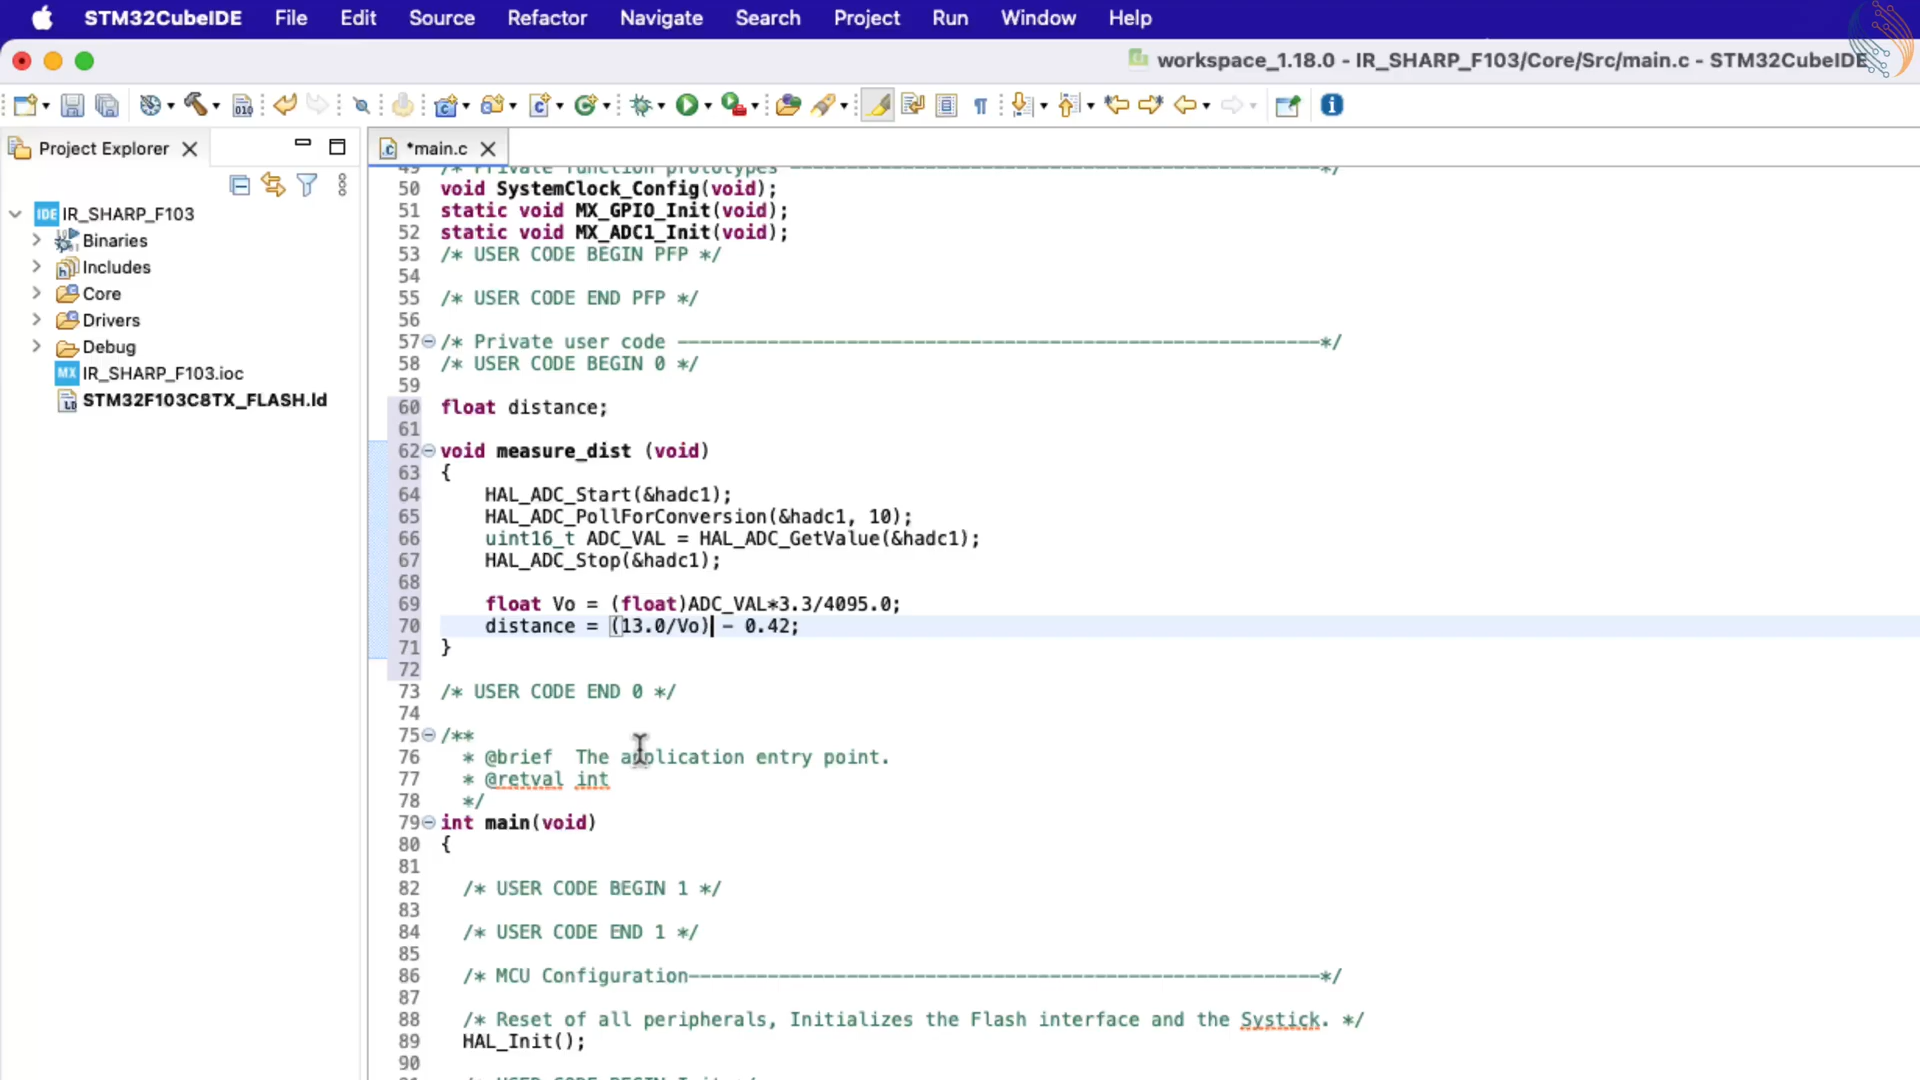 STM32CubeIDE File Edit Source Refactor Navigate Search Project Run Window Help
workspace_1.18.0 - IR_SHARP_F103/Core/Src/main.c - STM32CubeIDE
Project Explorer
*main.c
IDE IR_SHARP_F103
Binaries
Includes
Core
Drivers
Debug
MX IR_SHARP_F103.ioc
STM32F103C8TX_FLASH.ld
49 /* Private function prototypes -----------------------------------------------*/
50 void SystemClock_Config(void);
51 static void MX_GPIO_Init(void);
52 static void MX_ADC1_Init(void);
53 /* USER CODE BEGIN PFP */
54
55 /* USER CODE END PFP */
56
57 /* Private user code ---------------------------------------------------------*/
58 /* USER CODE BEGIN 0 */
59
60 float distance;
61
62 void measure_dist (void)
63 {
64 HAL_ADC_Start(&hadc1);
65 HAL_ADC_PollForConversion(&hadc1, 10);
66 uint16_t ADC_VAL = HAL_ADC_GetValue(&hadc1);
67 HAL_ADC_Stop(&hadc1);
68
69 float Vo = (float)ADC_VAL*3.3/4095.0;
70 distance = (13.0/Vo) - 0.42;
71 }
72
73 /* USER CODE END 0 */
74
75 /**
76 * @brief The application entry point.
77 * @retval int
78 */
79 int main(void)
80 {
81
82 /* USER CODE BEGIN 1 */
83
84 /* USER CODE END 1 */
85
86 /* MCU Configuration--------------------------------------------------------*/
87
88 /* Reset of all peripherals, Initializes the Flash interface and the Systick. */
89 HAL_Init();
90